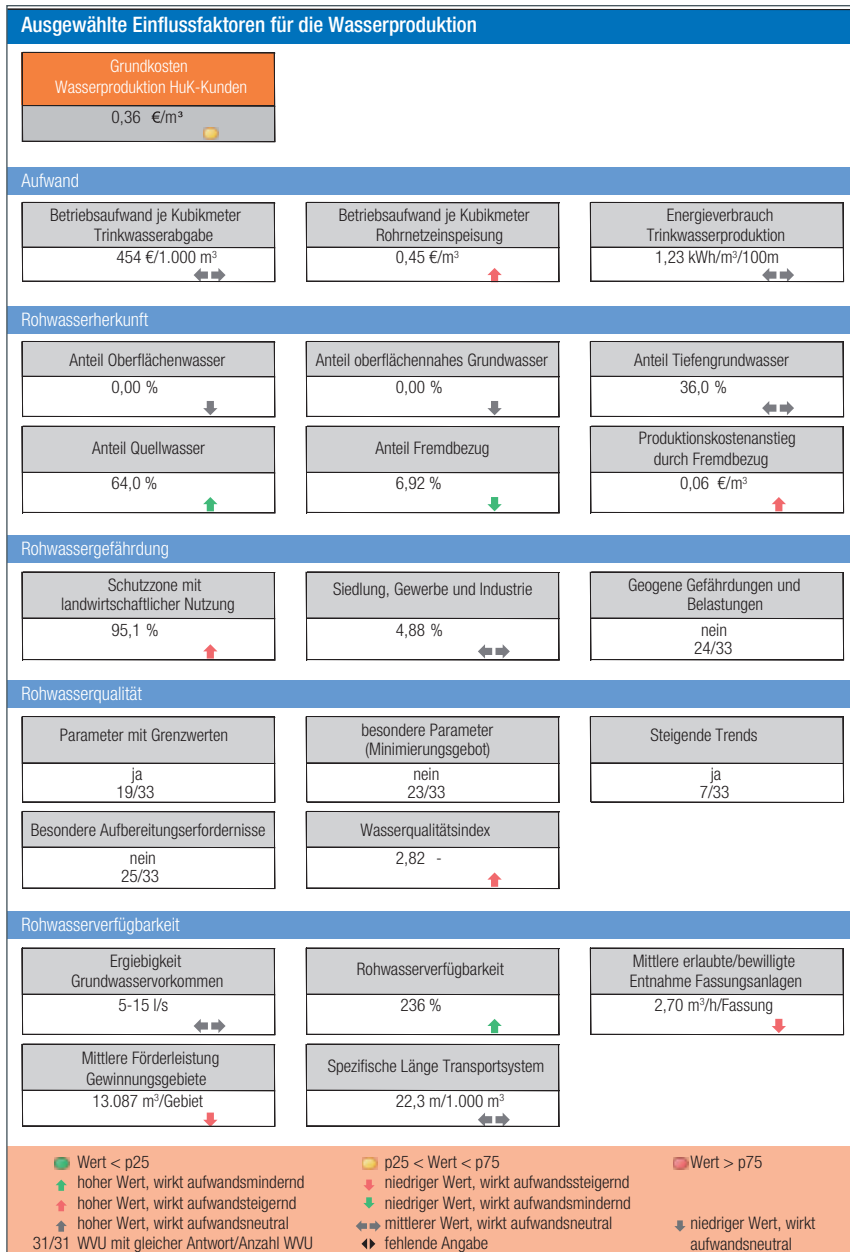 Ausgewählte Einflussfaktoren für die Wasserproduktion
Grundkosten
Wasserproduktion HuK-Kunden
0,36 €/m³
Aufwand
Betriebsaufwand je Kubikmeter
Trinkwasserabgabe
454 €/1.000 m³
Betriebsaufwand je Kubikmeter
Rohrnetzeinspeisung
0,45 €/m³
Energieverbrauch
Trinkwasserproduktion
1,23 kWh/m³/100m
Rohwasserherkunft
Anteil Oberflächenwasser
0,00 %
Anteil oberflächennahes Grundwasser
0,00 %
Anteil Tiefengrundwasser
36,0 %
Anteil Quellwasser
64,0 %
Anteil Fremdbezug
6,92 %
Produktionskostenanstieg
durch Fremdbezug
0,06 €/m³
Rohwassergefährdung
Schutzzone mit
landwirtschaftlicher Nutzung
95,1 %
Siedlung, Gewerbe und Industrie
4,88 %
Geogene Gefährdungen und
Belastungen
nein
24/33
Rohwasserqualität
Parameter mit Grenzwerten
ja
19/33
besondere Parameter
(Minimierungsgebot)
nein
23/33
Steigende Trends
ja
7/33
Besondere Aufbereitungserfordernisse
nein
25/33
Wasserqualitätsindex
2,82 -
Rohwasserverfügbarkeit
Ergiebigkeit
Grundwasservorkommen
5-15 l/s
Rohwasserverfügbarkeit
236 %
Mittlere erlaubte/bewilligte
Entnahme Fassungsanlagen
2,70 m³/h/Fassung
Mittlere Förderleistung
Gewinnungsgebiete
13.087 m³/Gebiet
Spezifische Länge Transportsystem
22,3 m/1.000 m³
Wert < p25
p25 < Wert < p75
Wert > p75
hoher Wert, wirkt aufwandsmindernd
niedriger Wert, wirkt aufwandssteigernd
hoher Wert, wirkt aufwandsteigernd
niedriger Wert, wirkt aufwandsmindernd
hoher Wert, wirkt aufwandsneutral
mittlerer Wert, wirkt aufwandsneutral
niedriger Wert, wirkt
aufwandsneutral
31/31 WVU mit gleicher Antwort/Anzahl WVU
fehlende Angabe